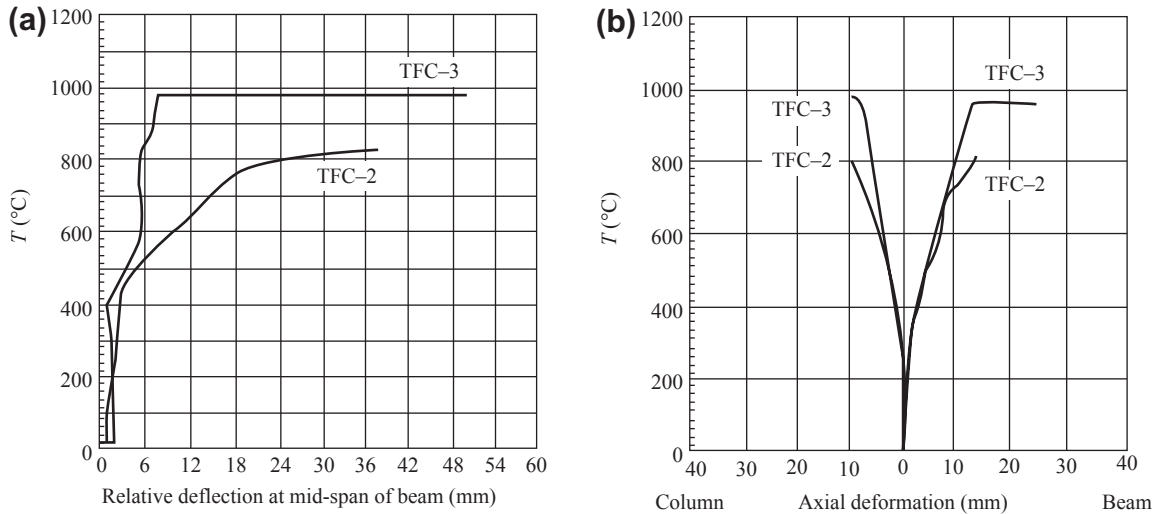 (a)
1200
1000
800
600
400
200
0
T (°C)
TFC–3
TFC–2
0 6 12 18 24 30 36 42 48 54 60
Relative deflection at mid-span of beam (mm)
(b)
1200
1000
800
600
400
200
0
T (°C)
TFC–3
TFC–3
TFC–2
TFC–2
40 30 20 10 0 10 20 30 40
Column Axial deformation (mm) Beam